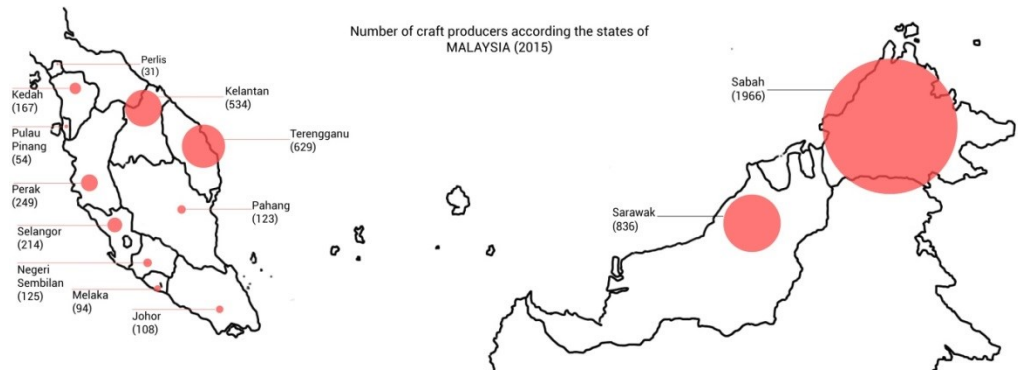 Number of craft producers according the states of
MALAYSIA (2015)
Perlis
(31)
Kedah
(167)
Kelantan
(534)
Pulau
Pinang
(54)
Terengganu
(629)
Perak
(249)
Pahang
(123)
Selangor
(214)
Negeri
Sembilan
(125)
Melaka
(94)
Johor
(108)
Sabah
(1966)
Sarawak
(836)